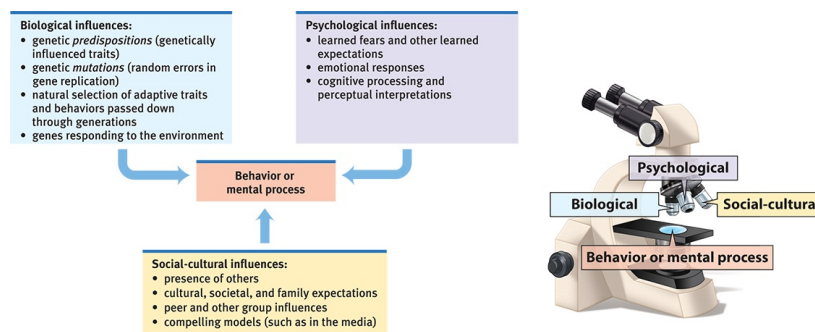 Biological influences:
• genetic predispositions (genetically
influenced traits)
• genetic mutations (random errors in
gene replication)
• natural selection of adaptive traits
and behaviors passed down
through generations
• genes responding to the environment
Psychological influences:
• learned fears and other learned
expectations
• emotional responses
• cognitive processing and
perceptual interpretations
Behavior or
mental process
Social-cultural influences:
• presence of others
• cultural, societal, and family expectations
• peer and other group influences
• compelling models (such as in the media)
Psychological
Biological
Social-cultura
Behavior or mental process